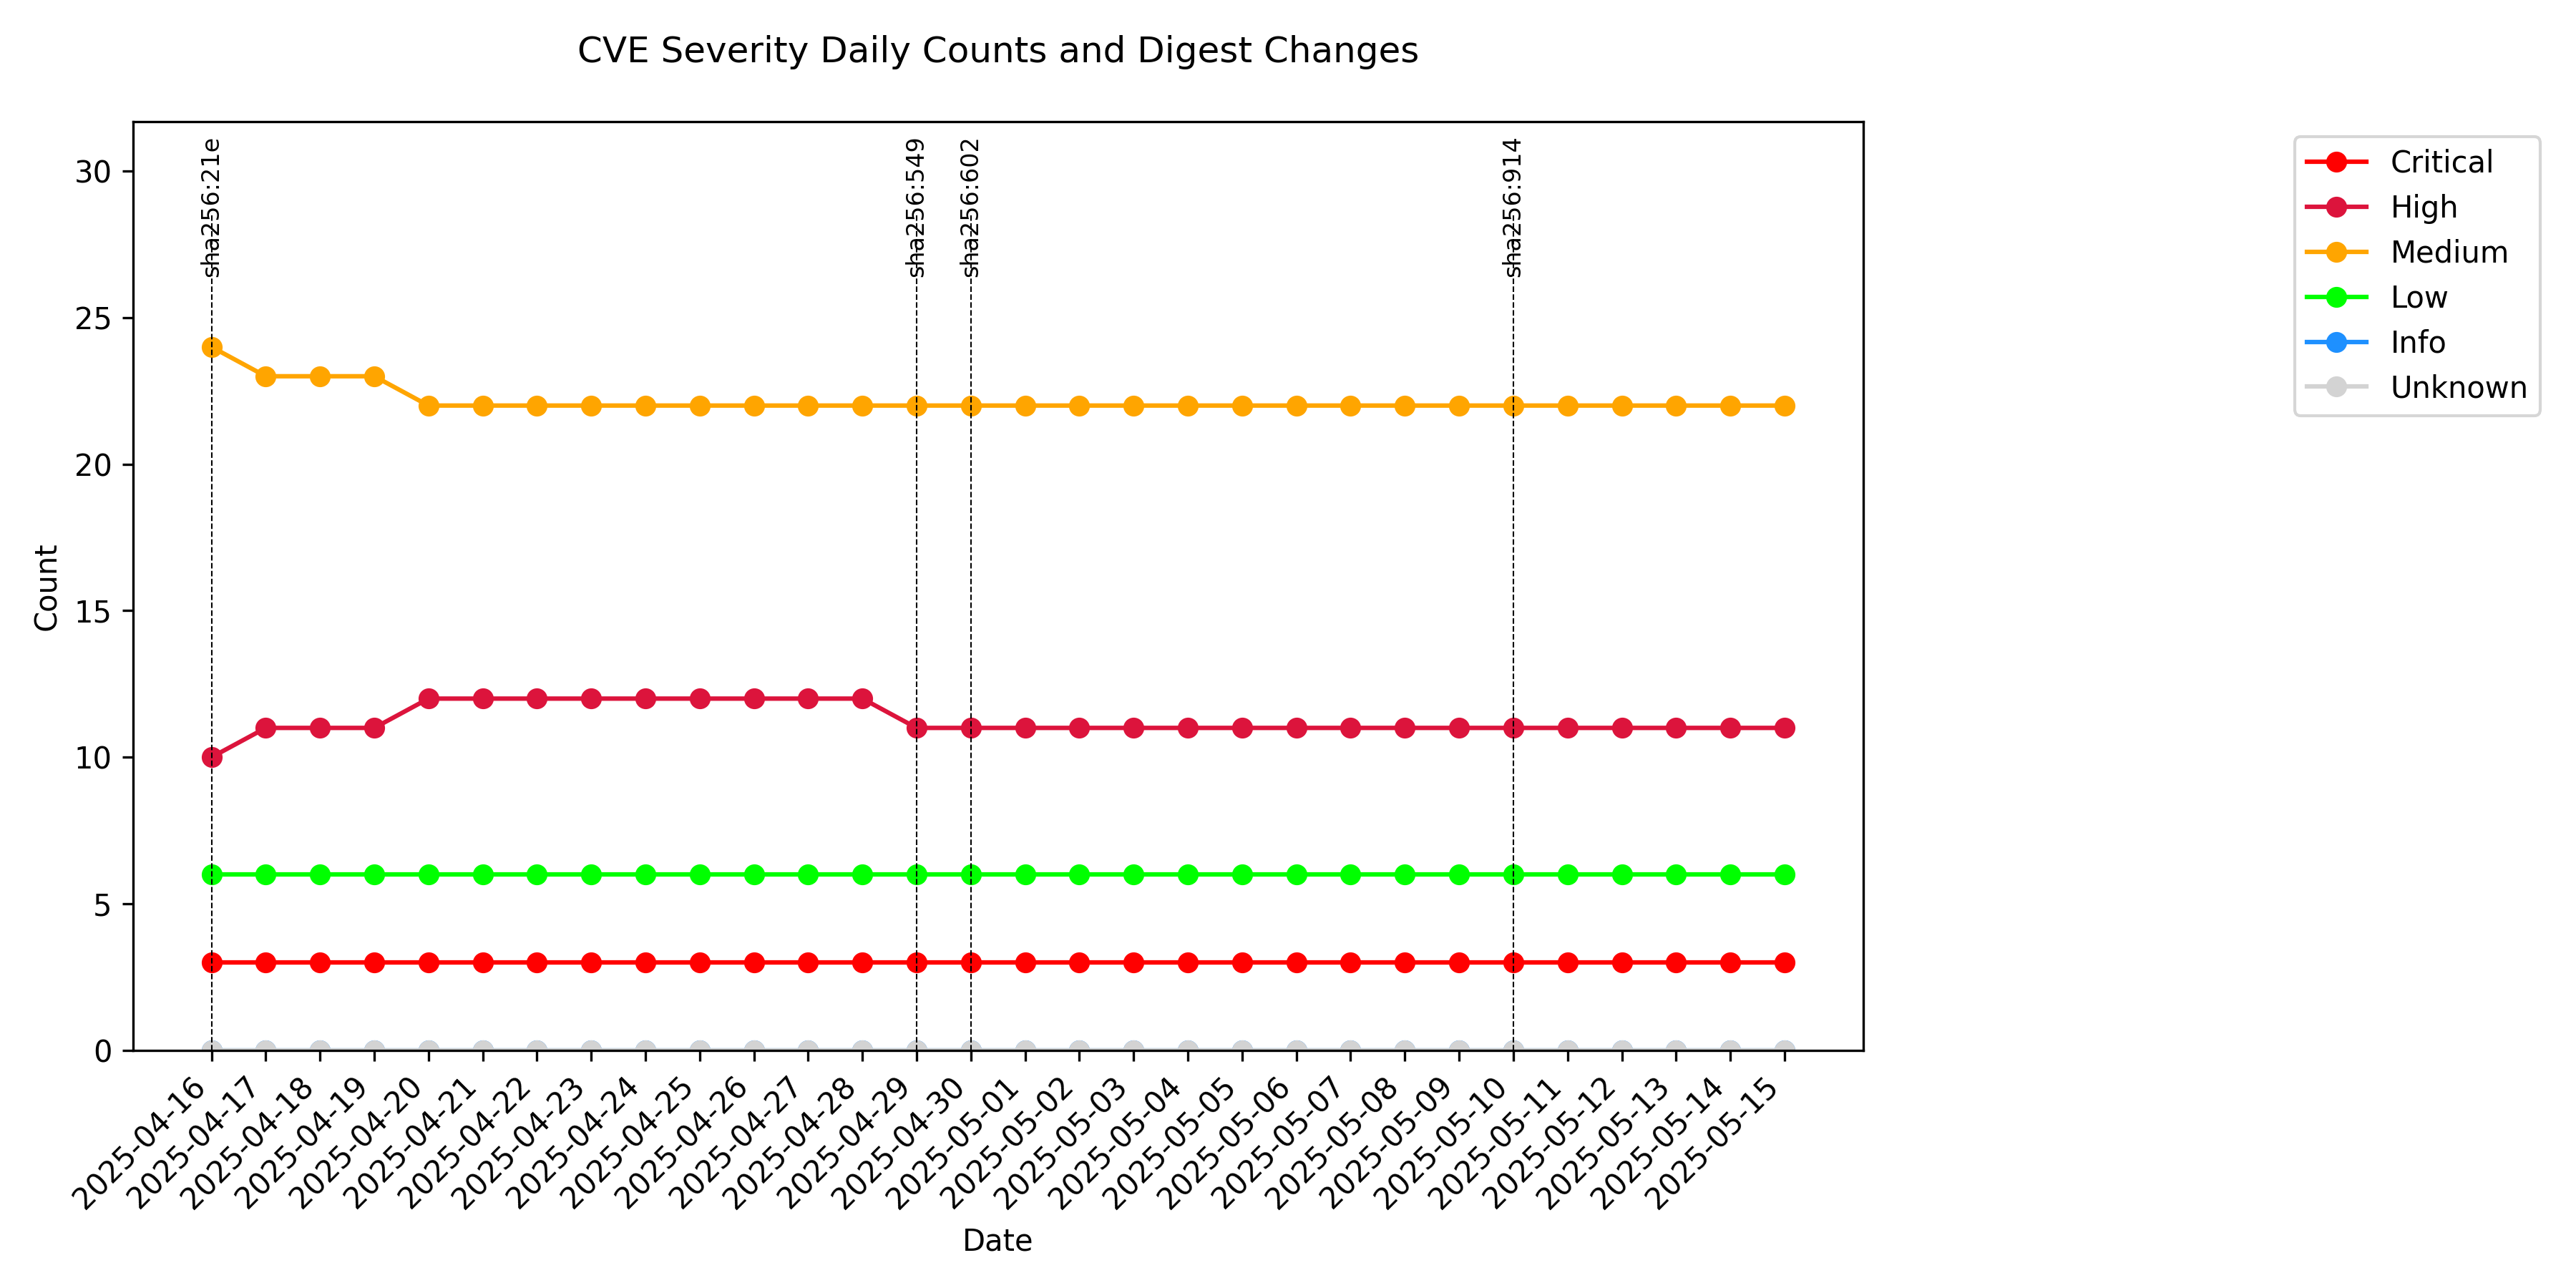 CVE Severity Daily Counts and Digest Changes
sha256:21e
sha256:549
sha256:602
sha256:914
Critical
High
Medium
Low
Info
Unknown
30
25
20
15
10
5
0
Count
2025-04-16
2025-04-17
2025-04-18
2025-04-19
2025-04-20
2025-04-21
2025-04-22
2025-04-23
2025-04-24
2025-04-25
2025-04-26
2025-04-27
2025-04-28
2025-04-29
2025-04-30
2025-05-01
2025-05-02
2025-05-03
2025-05-04
2025-05-05
2025-05-06
2025-05-07
2025-05-08
2025-05-09
2025-05-10
2025-05-11
2025-05-12
2025-05-13
2025-05-14
2025-05-15
Date